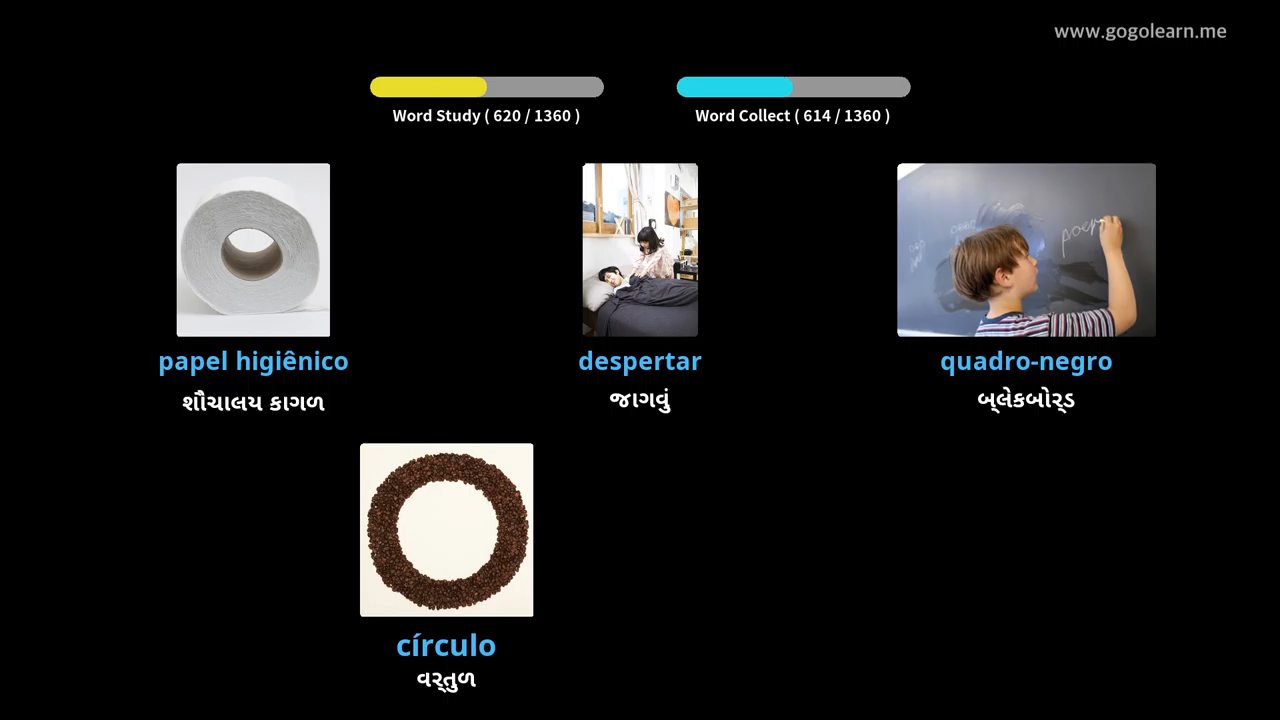 www.gogolearn.me
Word Study ( 620 / 1360 )
Word Collect ( 614 / 1360 )
papel higiênico
despertar
quadro-negro
શૌચાલય કાગળ
જાગવું
બ્લેકબોર્ડ
círculo
વર્તુળ